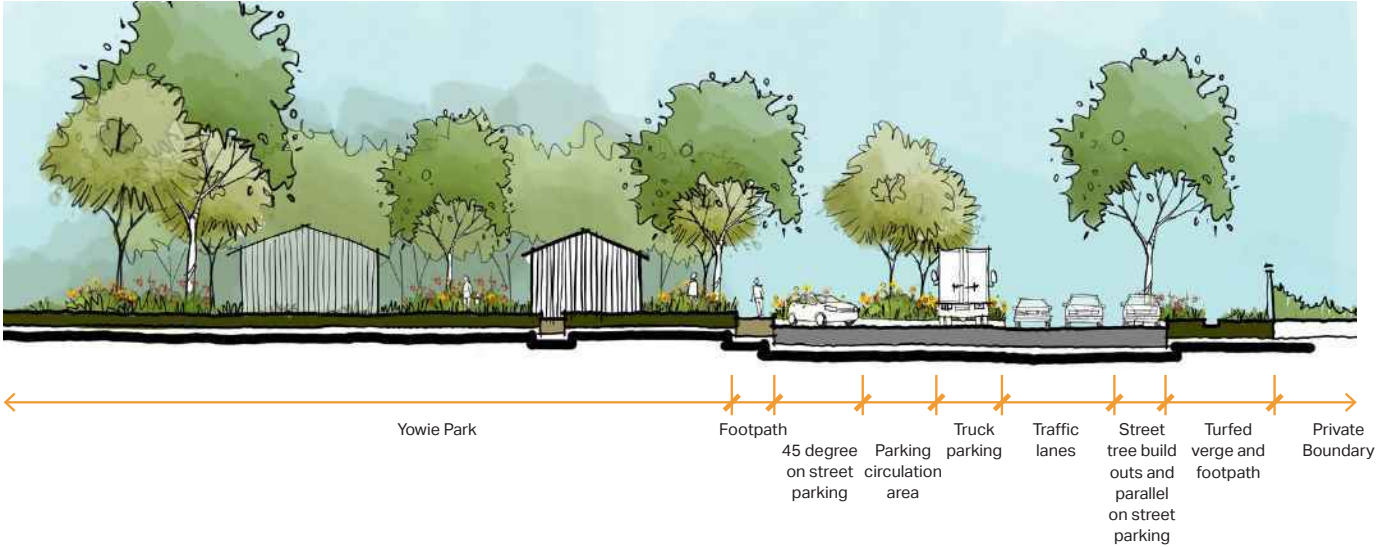 Yowie Park
Footpath
45 degree
on street
parking
Parking
circulation
area
Truck
parking
Traffic
lanes
Street
tree build
outs and
parallel
on street
parking
Turfed
verge and
footpath
Private
Boundary